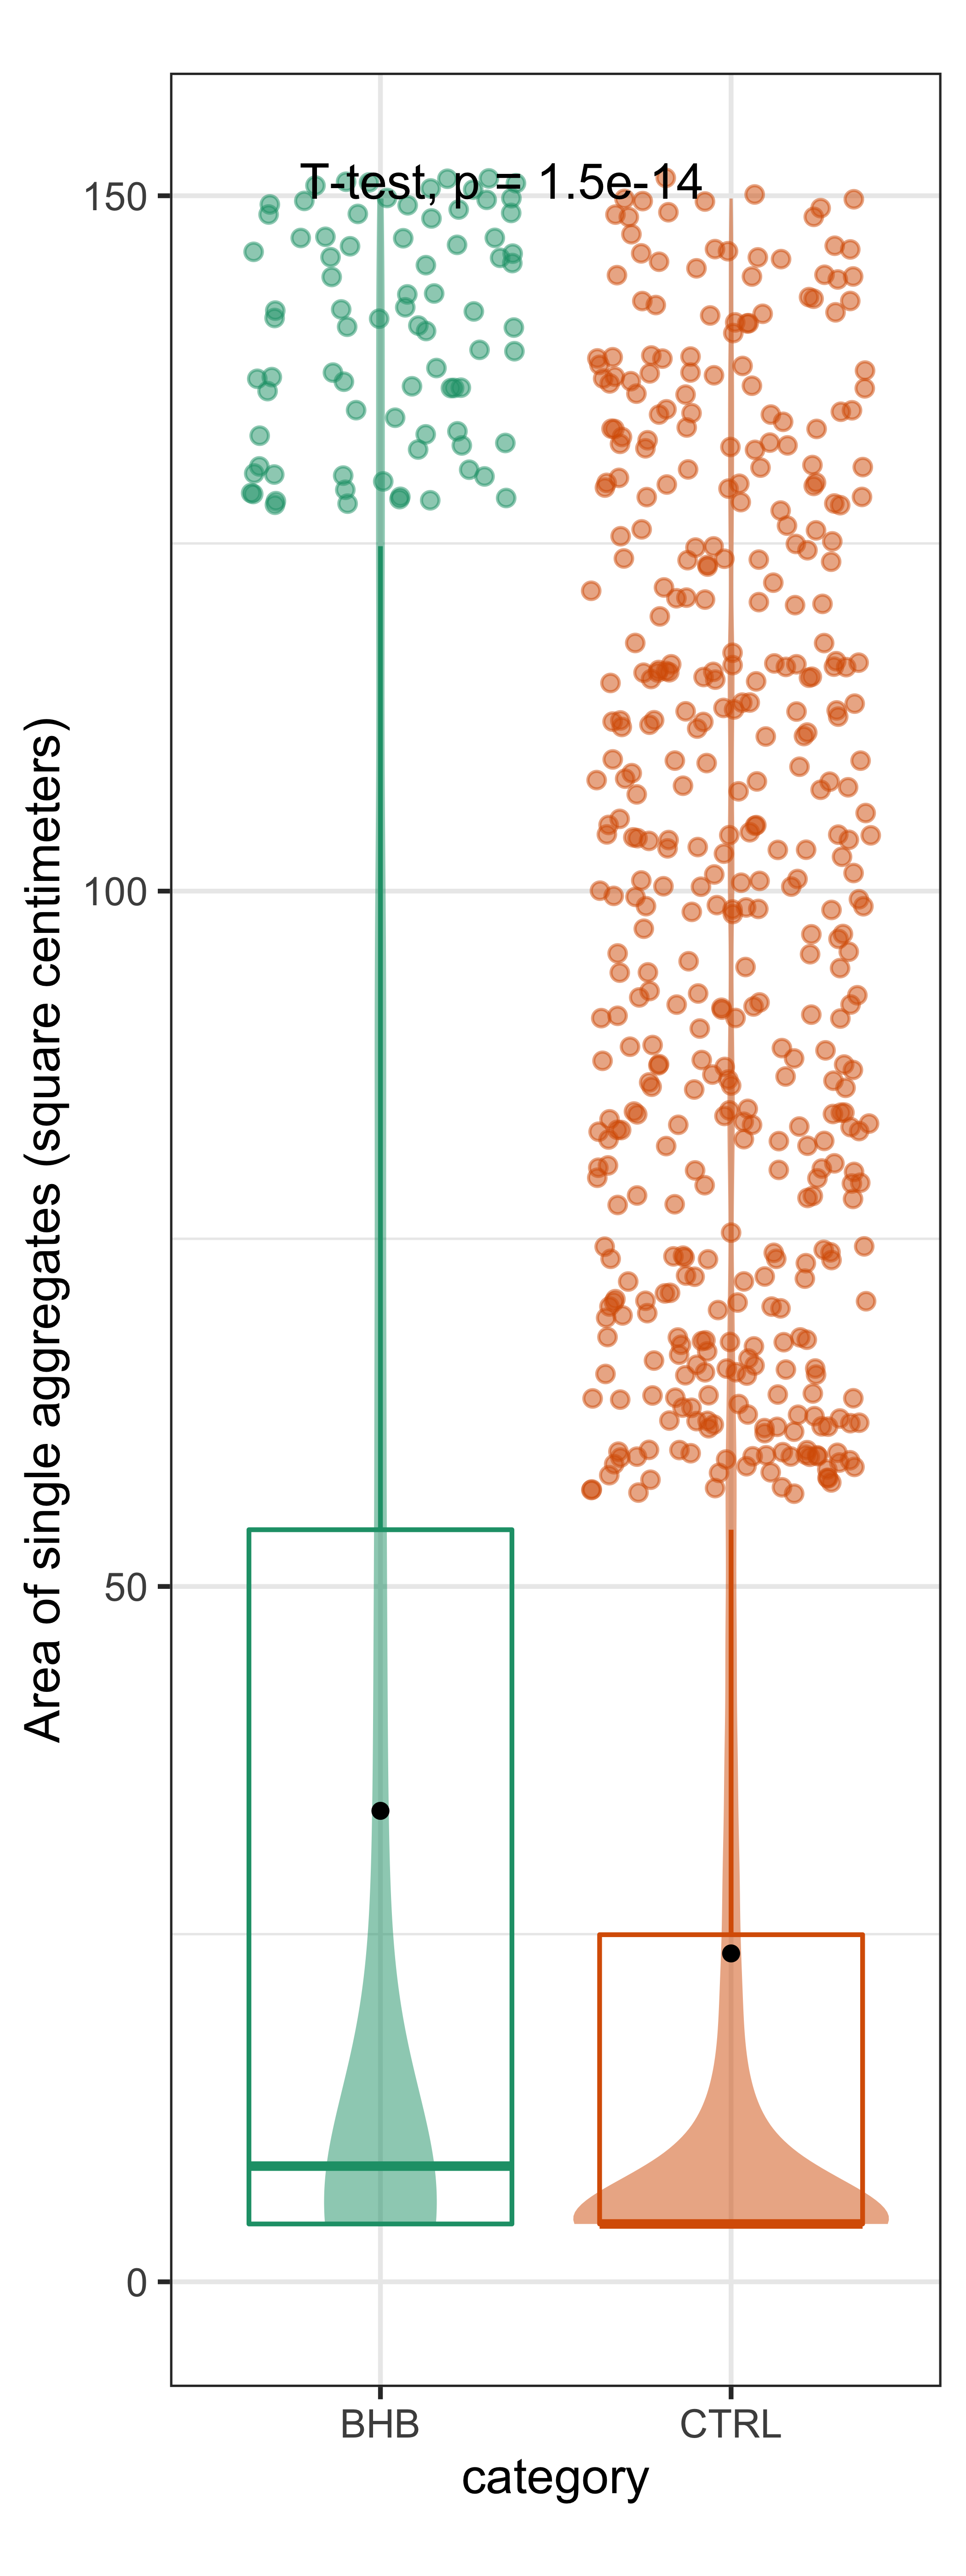 T-test, p = 1.5e-14
150
100
50
0
Area of single aggregates (square centimeters)
BHB
CTRL
category